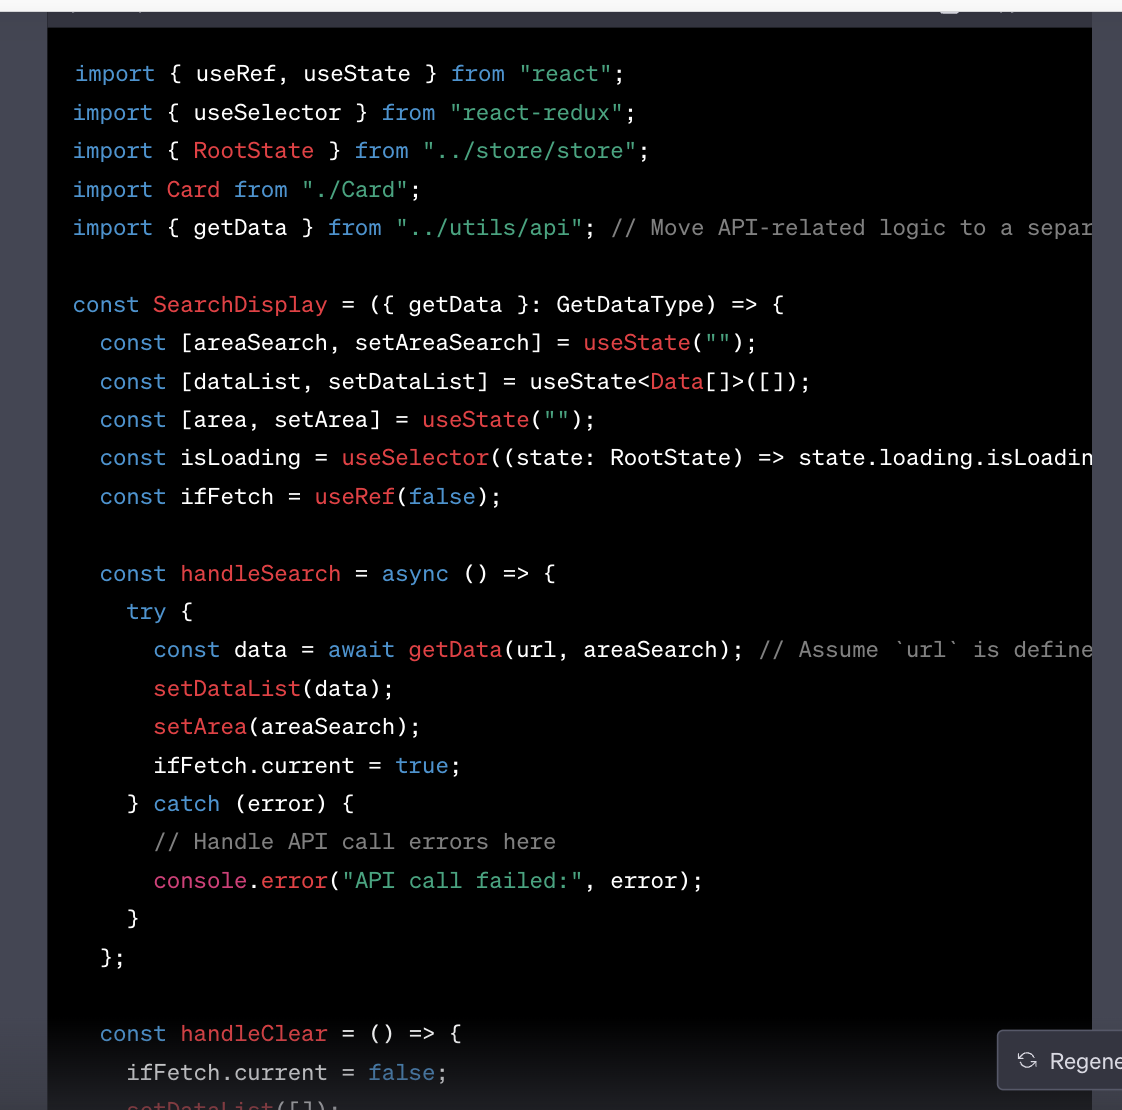 import { useRef, useState } from "react";
import { useSelector } from "react-redux";
import { RootState } from "../store/store";
import Card from "./Card";
import { getData } from "../utils/api"; // Move API-related logic to a separ

const SearchDisplay = ({ getData }: GetDataType) => {
  const [areaSearch, setAreaSearch] = useState("");
  const [dataList, setDataList] = useState<Data[]>([]);
  const [area, setArea] = useState("");
  const isLoading = useSelector((state: RootState) => state.loading.isLoadin
  const ifFetch = useRef(false);

  const handleSearch = async () => {
    try {
      const data = await getData(url, areaSearch); // Assume `url` is define
      setDataList(data);
      setArea(areaSearch);
      ifFetch.current = true;
    } catch (error) {
      // Handle API call errors here
      console.error("API call failed:", error);
    }
  };

  const handleClear = () => {
    ifFetch.current = false;
    setDataList([]);
Regene